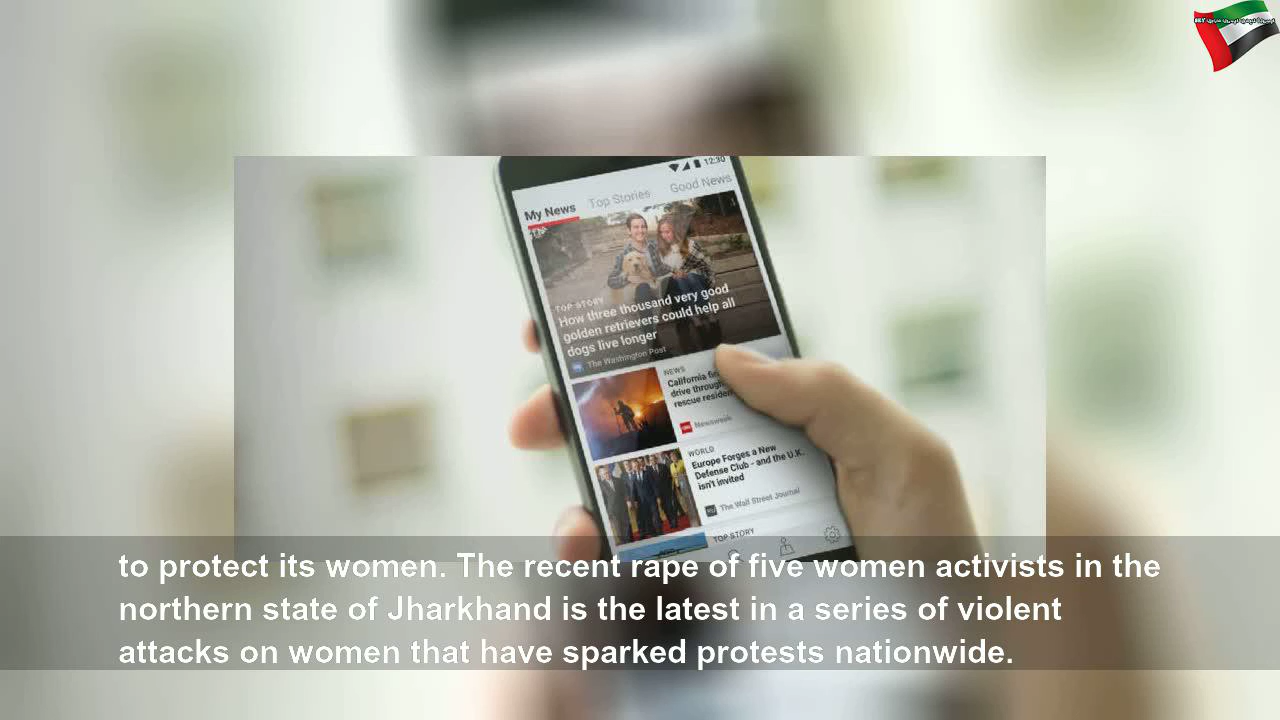 12:30
My News Top Stories Good News
TOP STORY
How three thousand very good
golden retrievers could help all
dogs live longer
The Washington Post
NEWS
California
drive through
rescue
Newsweek
WORLD
Europe Forges a New
Defense Club - and the U.K.
isn't invited
The Wall Street Journal
TOP STORY
to protect its women. The recent rape of five women activists in the
northern state of Jharkhand is the latest in a series of violent
attacks on women that have sparked protests nationwide.